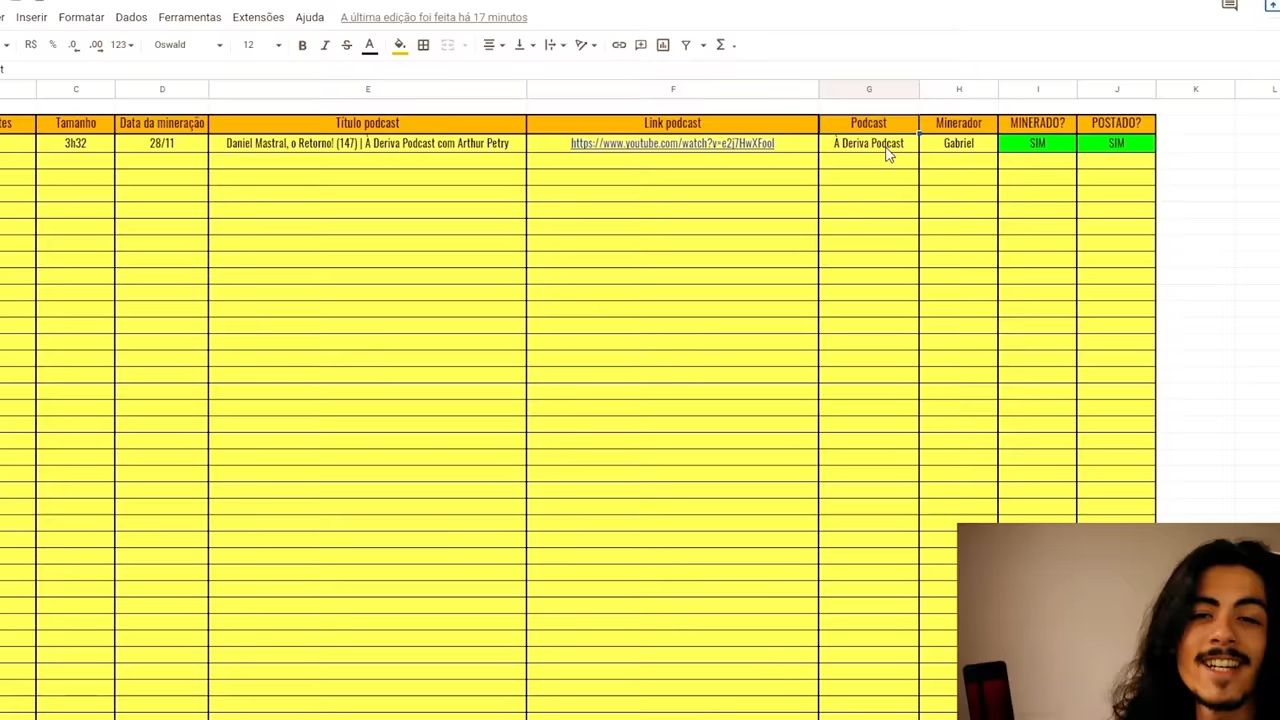 Inserir Formatar Dados Ferramentas Extensões Ajuda A última edição foi feita há 17 minutos
R$ % .0 .00 123 Oswald 12 B I S A Σ
C D E F G H I J K L
Tamanho Data da mineração Título podcast Link podcast Podcast Minerador MINERADO? POSTADO?
3h32 28/11 Daniel Mastral, o Retorno! (147) | À Deriva Podcast com Arthur Petry https://www.youtube.com/watch?v=e2j7HwXFooI À Deriva Podcast Gabriel SIM SIM